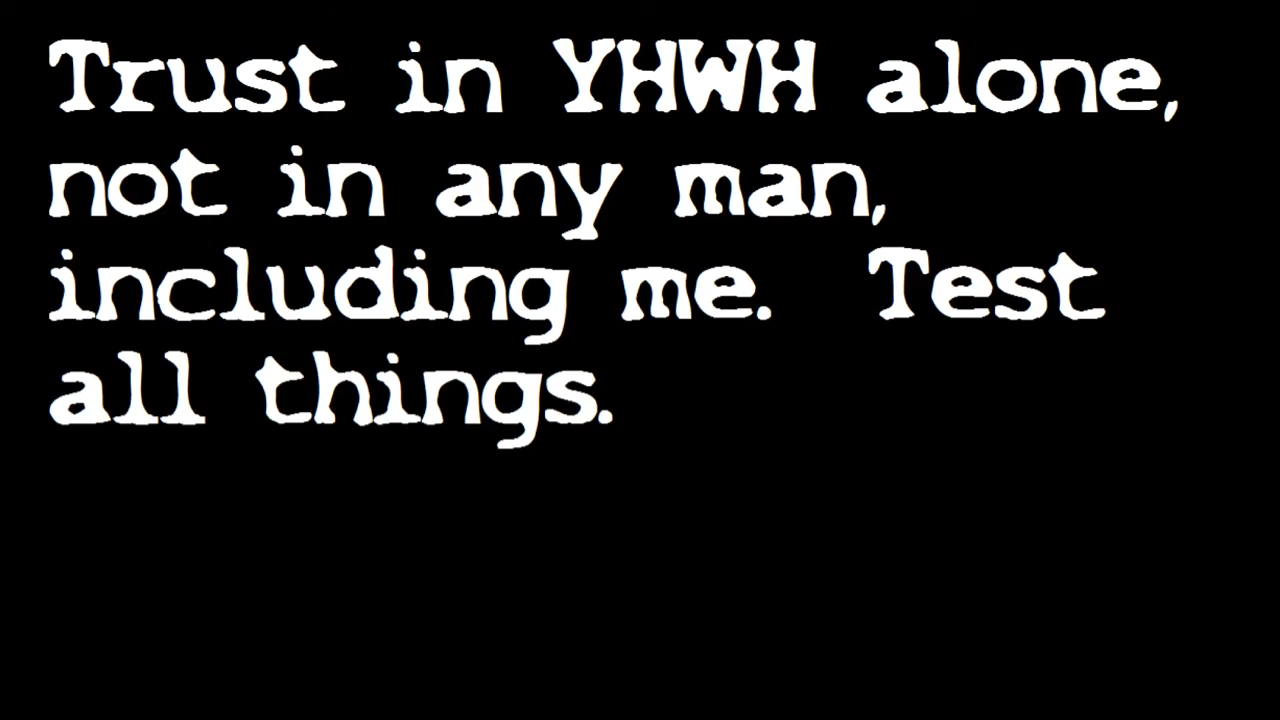 Trust in YHWH alone,
not in any man,
including me.  Test
all things.